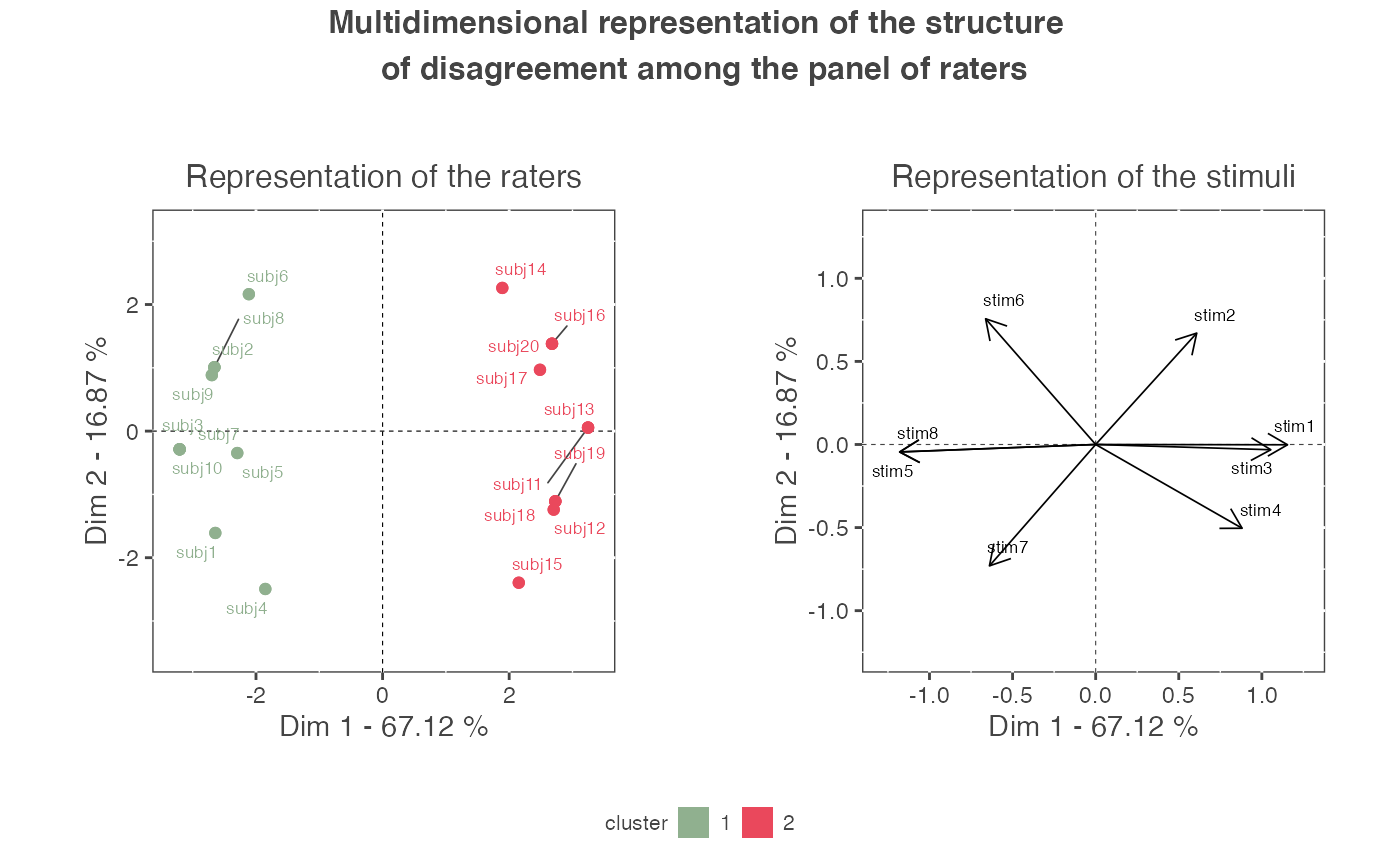 Multidimensional representation of the structure
of disagreement among the panel of raters
Representation of the raters
Dim 2 - 16.87 %
2
0
-2
subj6
subj14
subj8
subj16
subj2
subj20
subj17
subj9
subj13
subj3
subj7
subj19
subj10
subj5
subj11
subj18
subj12
subj1
subj15
subj4
-2
0
2
Dim 1 - 67.12 %
Representation of the stimuli
Dim 2 - 16.87 %
1.0
0.5
0.0
-0.5
-1.0
stim6
stim2
stim8
stim1
stim5
stim3
stim4
stim7
-1.0
-0.5
0.0
0.5
1.0
Dim 1 - 67.12 %
cluster 1 2